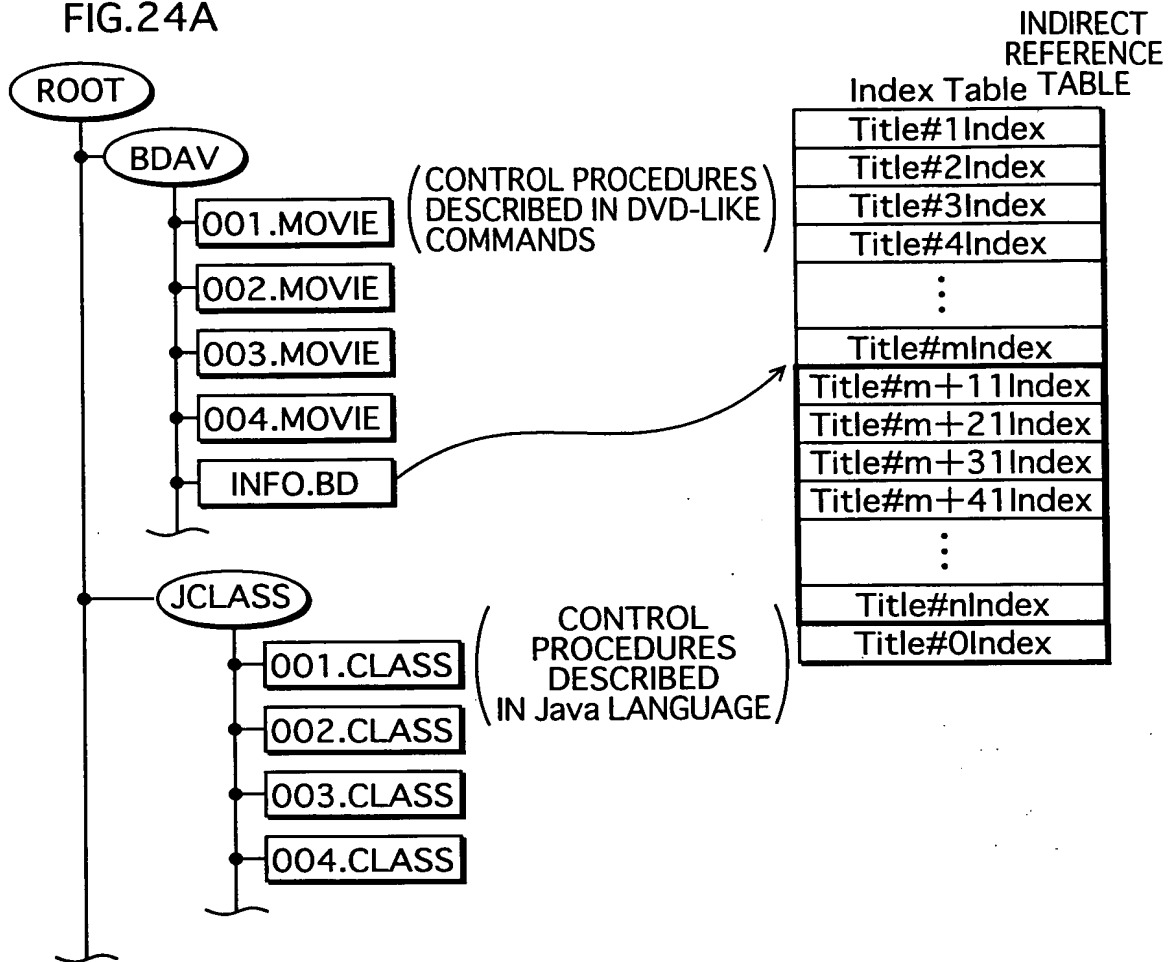 FIG.24A
ROOT
BDAV
001.MOVIE
002.MOVIE
003.MOVIE
004.MOVIE
INFO.BD
(CONTROL PROCEDURES
DESCRIBED IN DVD-LIKE
COMMANDS)
JCLASS
001.CLASS
002.CLASS
003.CLASS
004.CLASS
(CONTROL
PROCEDURES
DESCRIBED
IN Java LANGUAGE)
INDIRECT
REFERENCE
TABLE
Index Table
Title#1Index
Title#2Index
Title#3Index
Title#4Index
⋮
Title#mIndex
Title#m+11Index
Title#m+21Index
Title#m+31Index
Title#m+41Index
⋮
Title#nIndex
Title#0Index